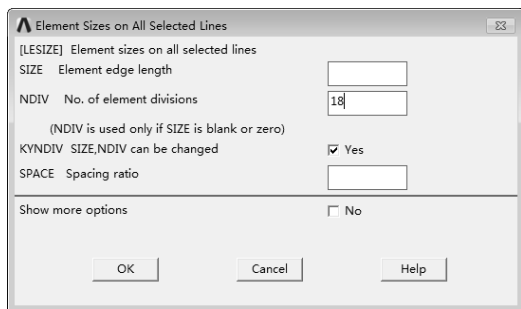 Element Sizes on All Selected Lines
[LESIZE] Element sizes on all selected lines
SIZE Element edge length
NDIV No. of element divisions 18
(NDIV is used only if SIZE is blank or zero)
KYNDIV SIZE,NDIV can be changed Yes
SPACE Spacing ratio
Show more options No
OK Cancel Help